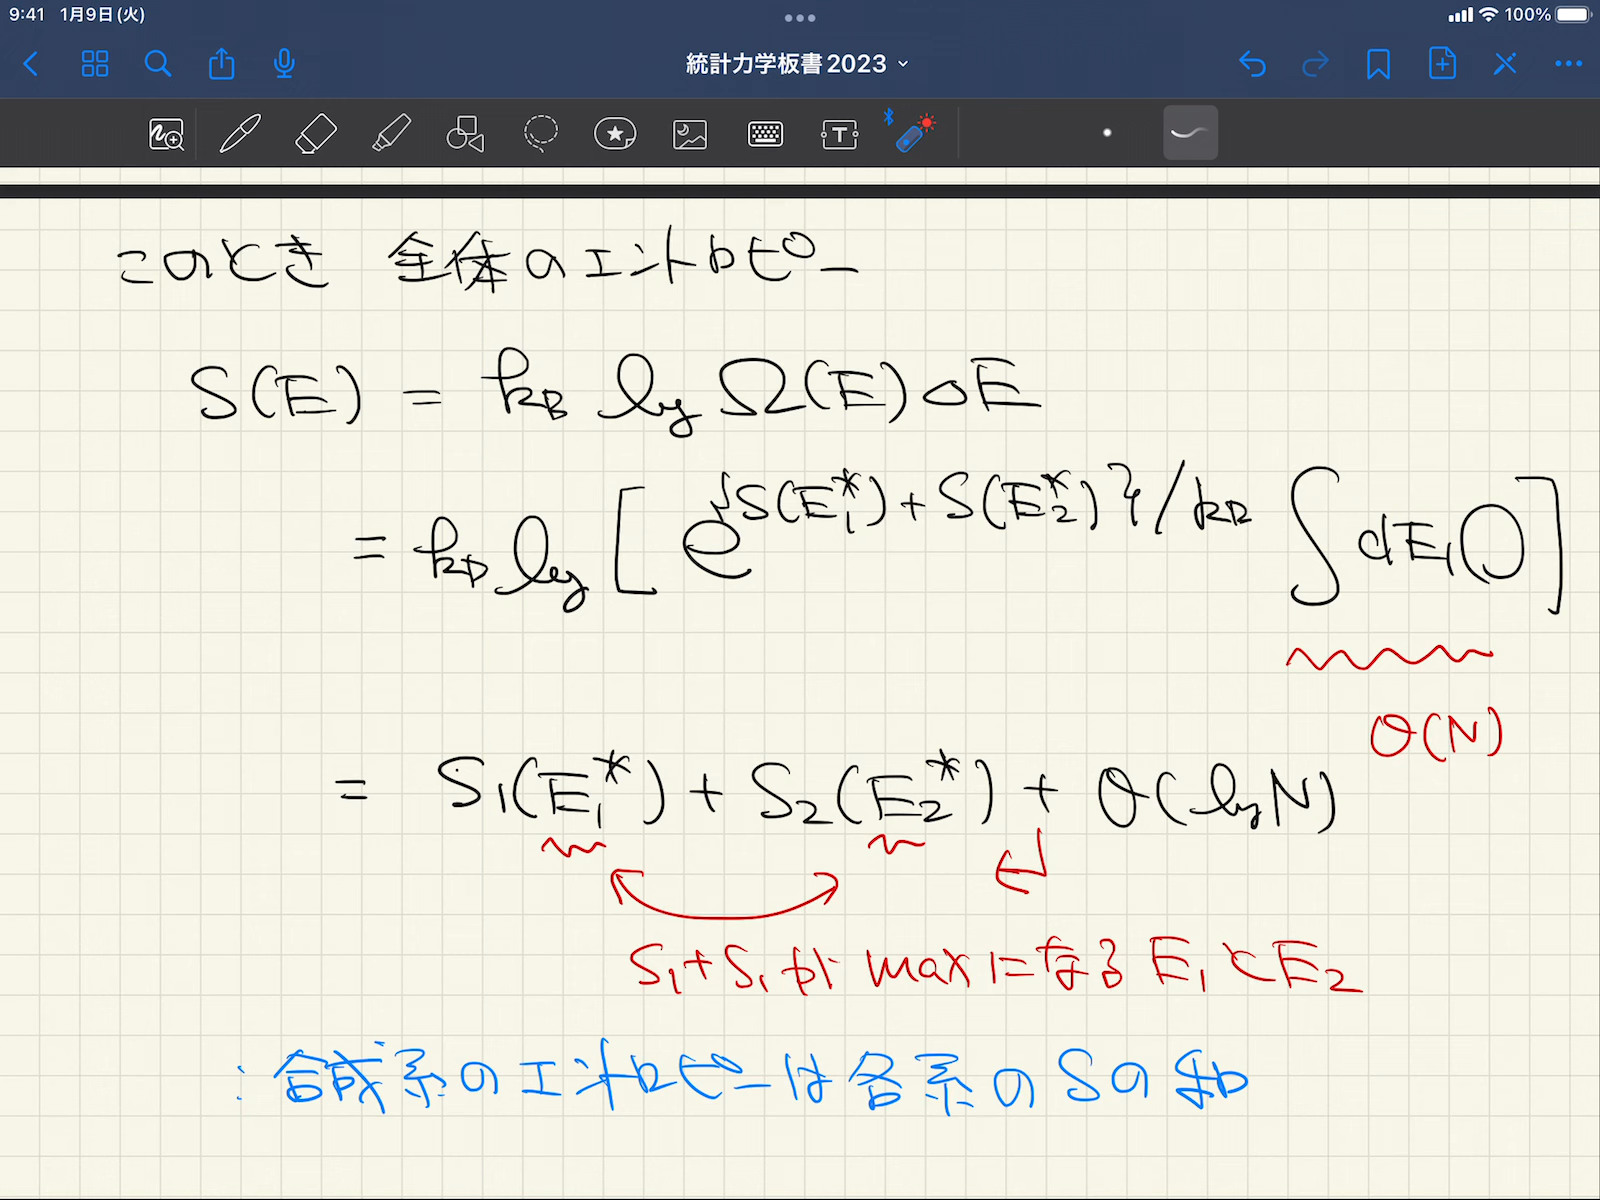 9:41 1月9日(火) 100%
統計力学板書2023
このとき 全体のエントロピー
S(E) = k_B log Ω(E) ΔE
= k_B log [ e^{S(E_1^*) + S(E_2^*)}/k_B ∫ dE_1 () ]
O(N)
= S_1(E_1^*) + S_2(E_2^*) + O(log N)
S_1+S_1 が max になる E_1 と E_2
: 合成系のエントロピーは各系のSの和